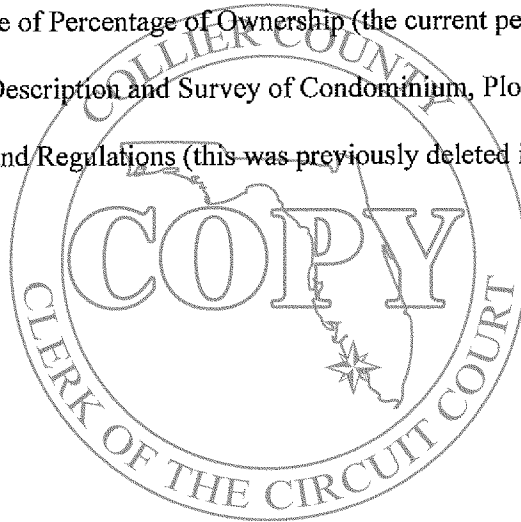 e of Percentage of Ownership (the current pe
COLLIER COUNTY
Description and Survey of Condominium, Plo
nd Regulations (this was previously deleted i
COPY
CLERK OF THE CIRCUIT COURT